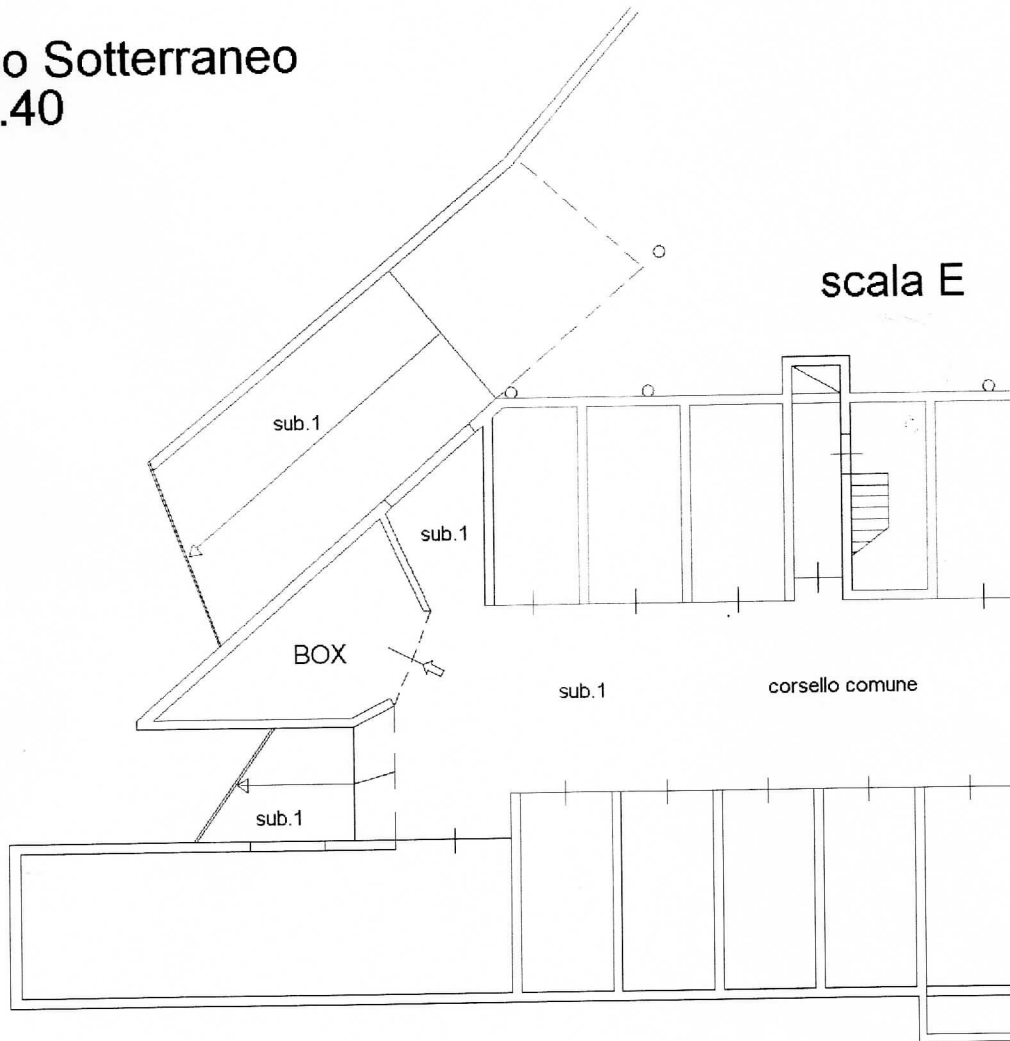 o Sotterraneo
.40
scala E
sub.1
sub.1
BOX
sub.1
corsello comune
sub.1